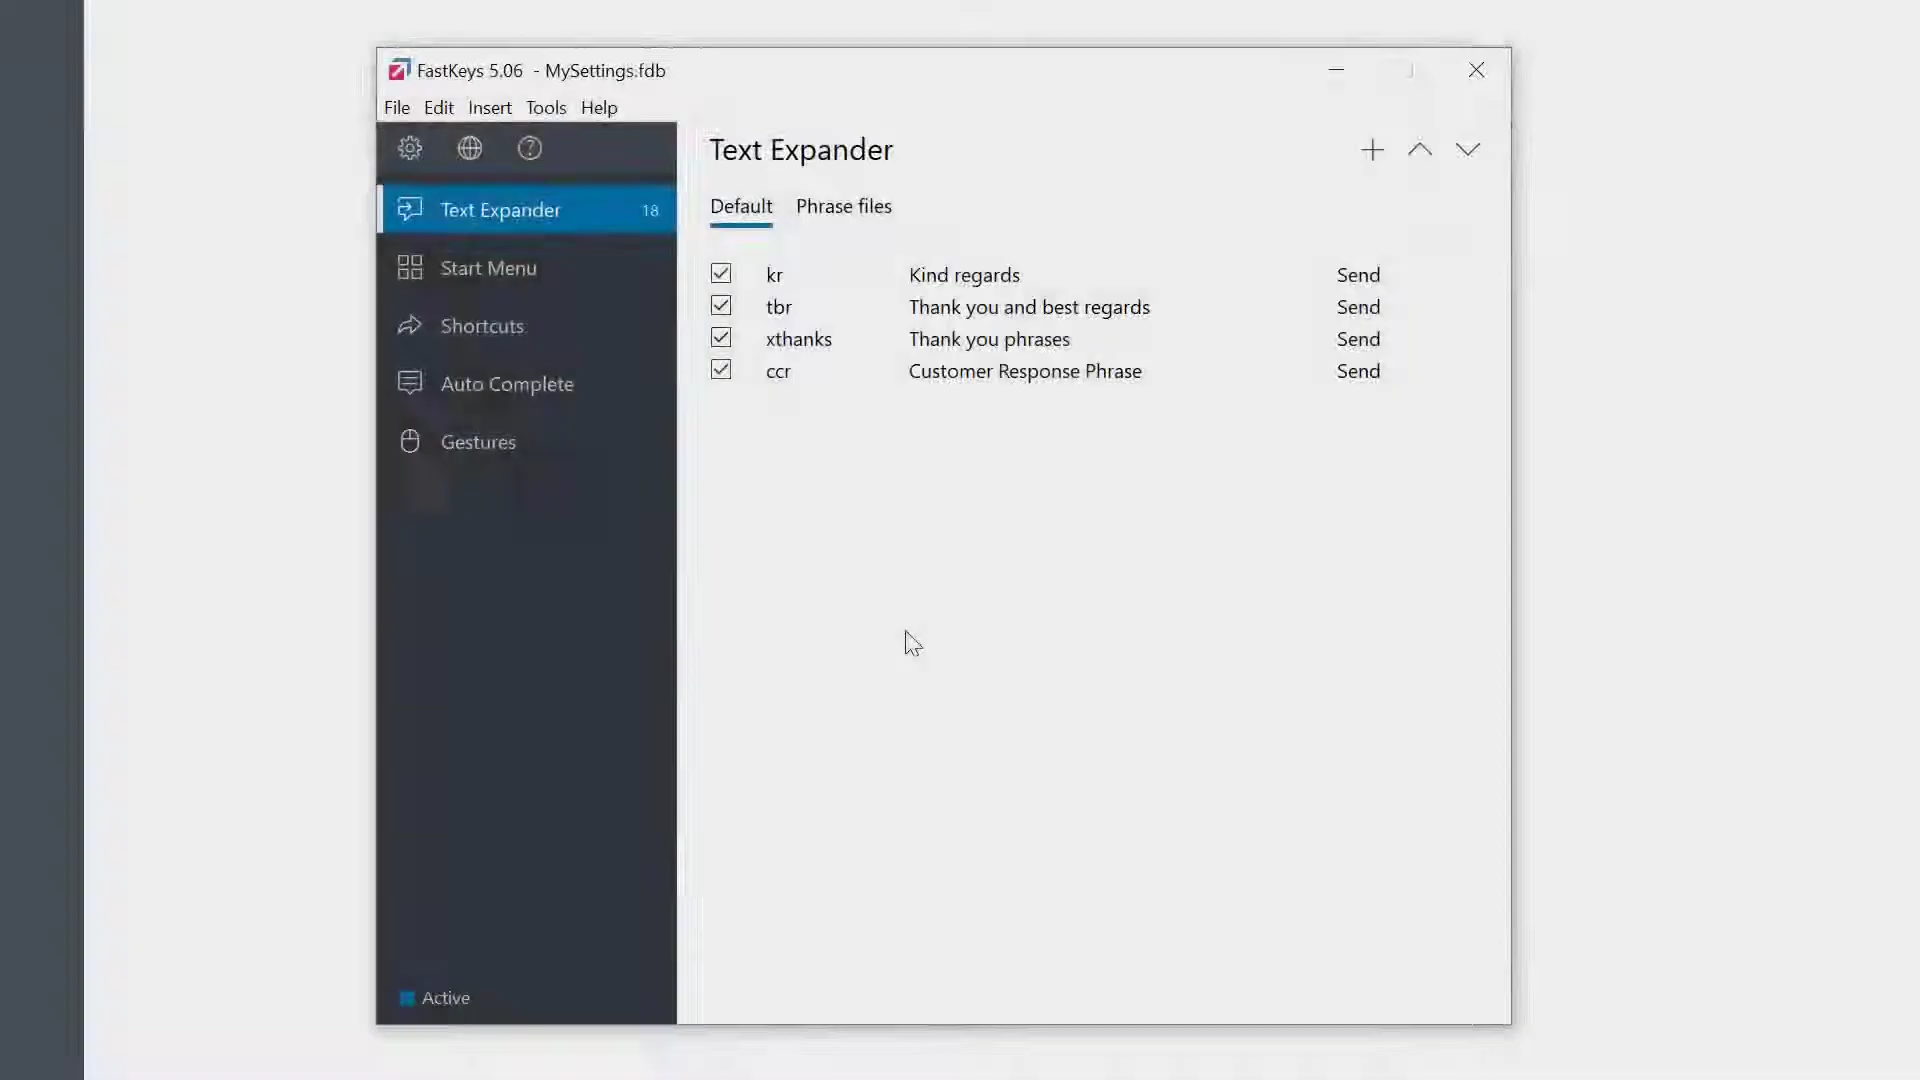 FastKeys 5.06 - MySettings.fdb
File Edit Insert Tools Help
Text Expander
Text Expander 18
Start Menu
Shortcuts
Auto Complete
Gestures
Default Phrase files
kr Kind regards Send
tbr Thank you and best regards Send
xthanks Thank you phrases Send
ccr Customer Response Phrase Send
Active